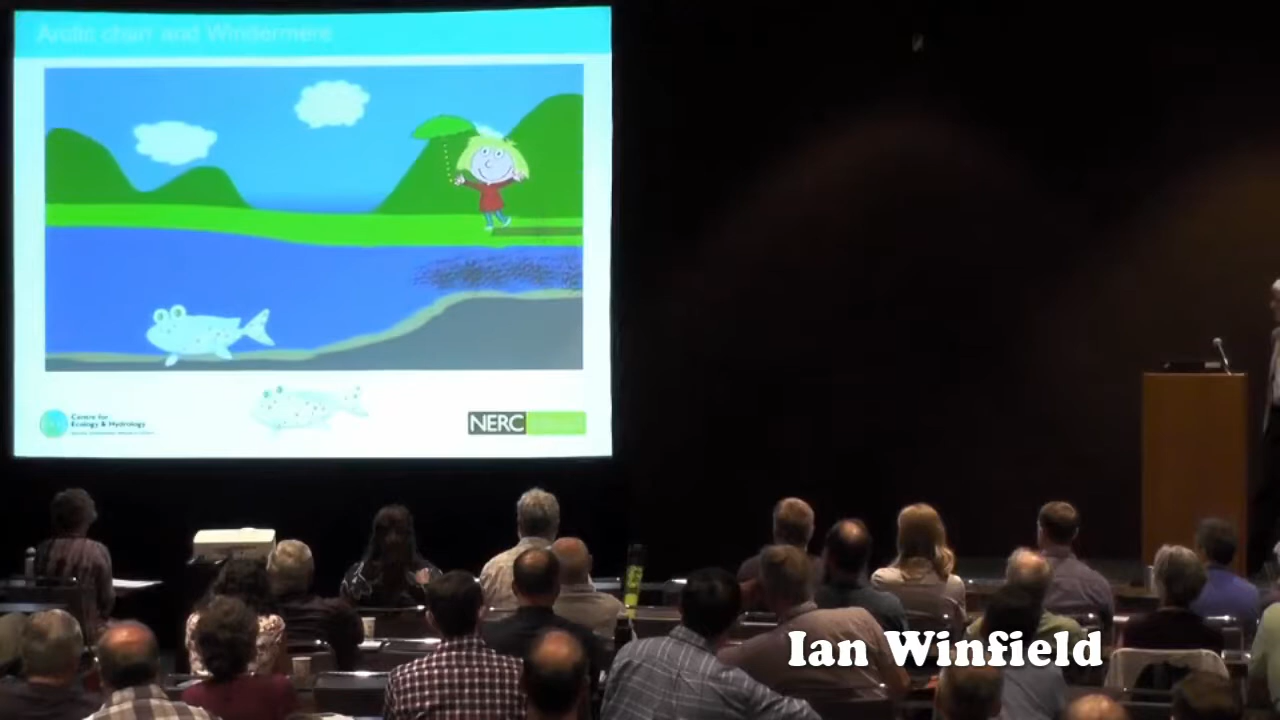 Arctic charr and Windermere
Centre for
Ecology & Hydrology
NERC
Ian Winfield